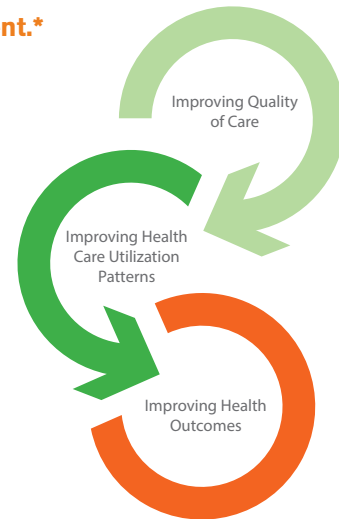 nt.*
Improving Quality
of Care
Improving Health
Care Utilization
Patterns
Improving Health
Outcomes